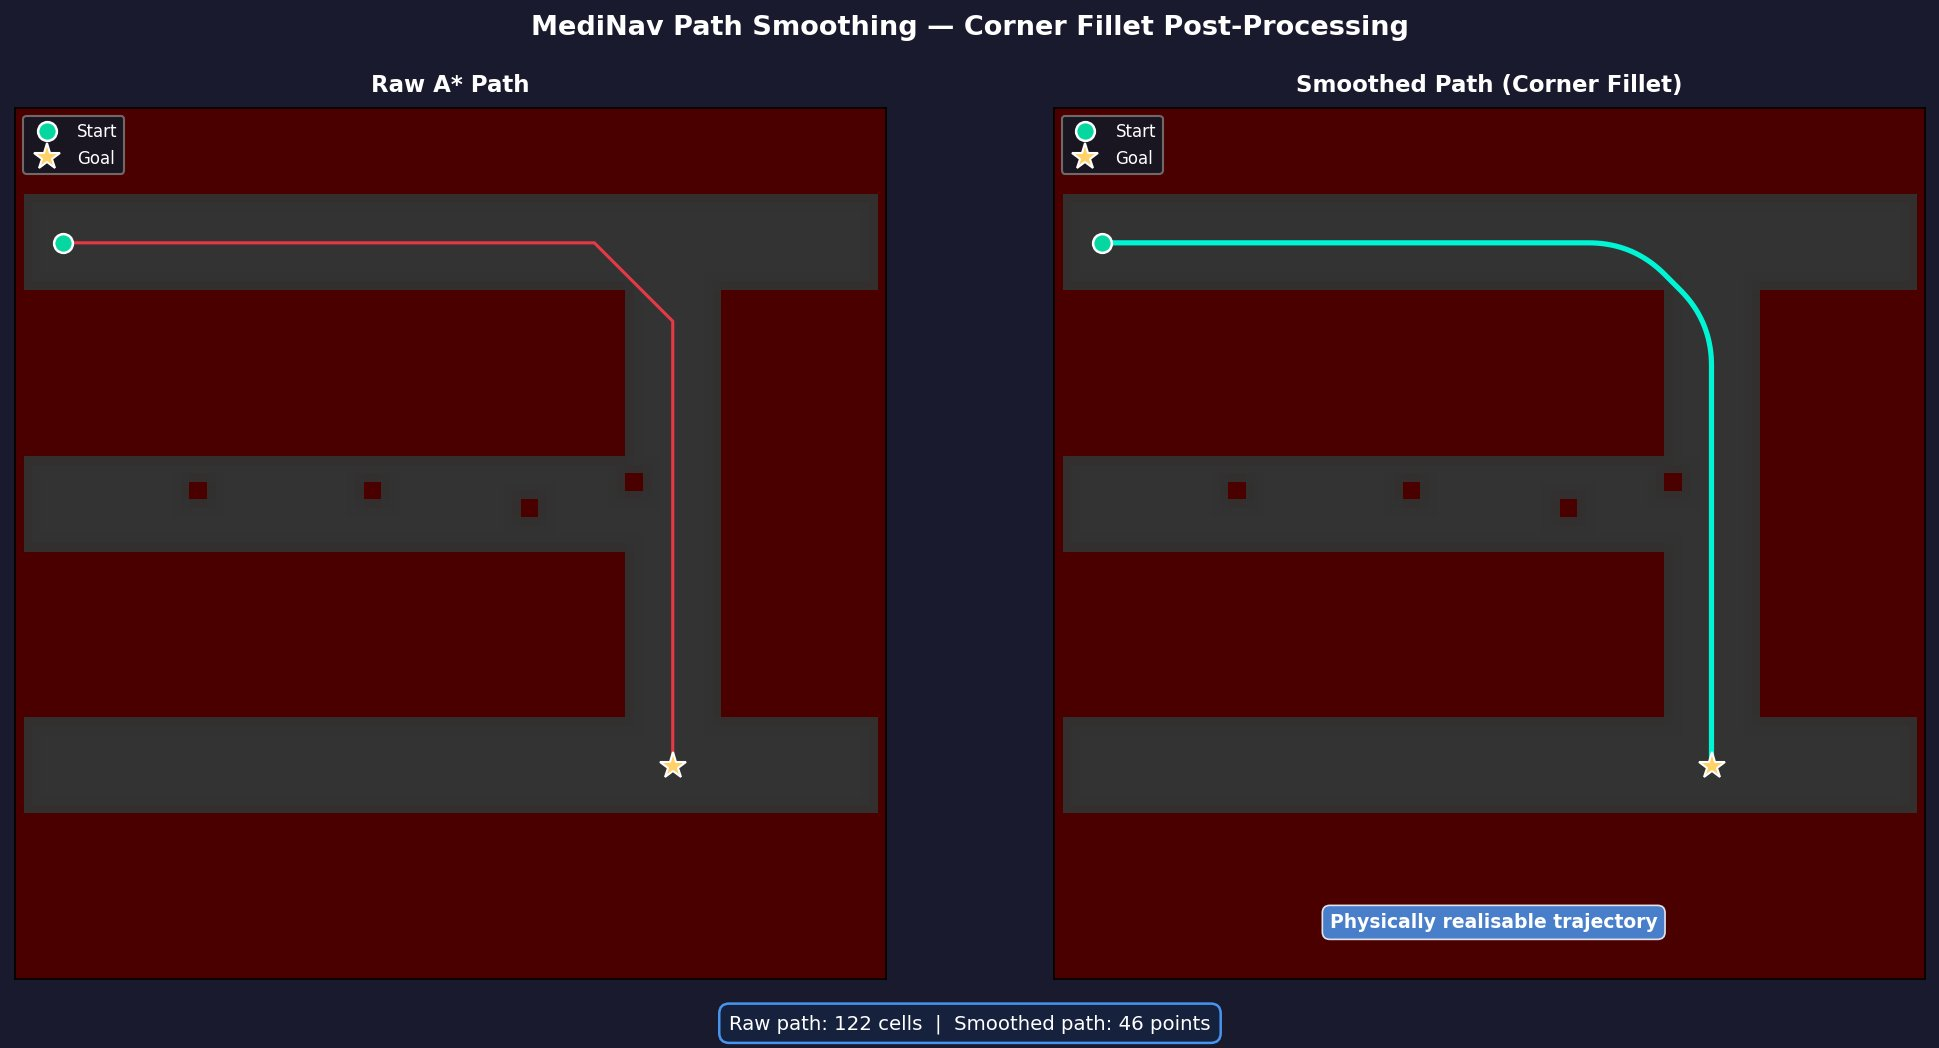 MediNav Path Smoothing — Corner Fillet Post-Processing
Raw A* Path
Start
Goal
Smoothed Path (Corner Fillet)
Start
Goal
Physically realisable trajectory
Raw path: 122 cells | Smoothed path: 46 points